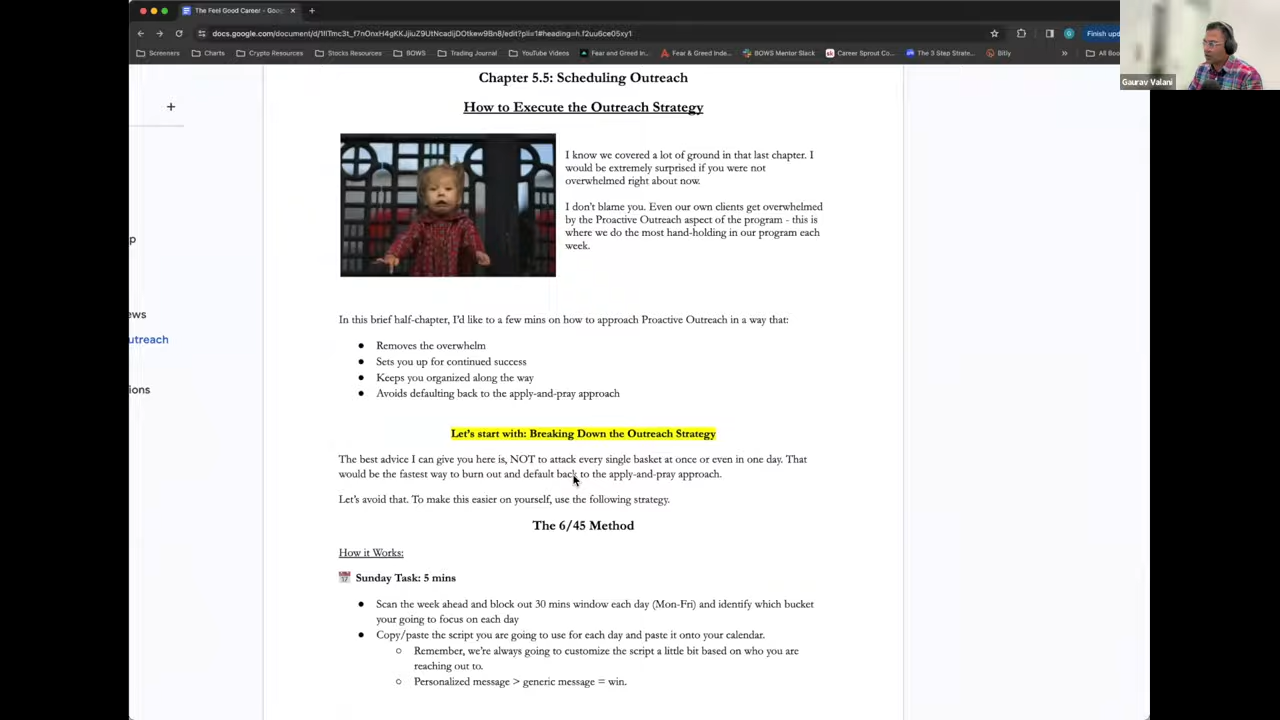 The Feel Good Career - Goo
docs.google.com/document/d/1IITmc3t_f7nOnxH4gKKJjiuZ9UtNcadijDOtkew9Bn8/edit?pli=1#heading=h.f2uu6ce05xy1
Finish up
Screeners
Charts
Crypto Resources
Stocks Resources
BOWS
Trading Journal
YouTube Videos
Fear and Greed In...
Fear & Greed Inde...
BOWS Mentor Slack
Career Sprout Co...
The 3 Step Strate...
Bitly
»
All Boo
Gaurav Valani
p
ews
utreach
ions
Chapter 5.5: Scheduling Outreach
How to Execute the Outreach Strategy
I know we covered a lot of ground in that last chapter. I
would be extremely surprised if you were not
overwhelmed right about now.
I don't blame you. Even our own clients get overwhelmed
by the Proactive Outreach aspect of the program - this is
where we do the most hand-holding in our program each
week.
In this brief half-chapter, I'd like to a few mins on how to approach Proactive Outreach in a way that:
● Removes the overwhelm
● Sets you up for continued success
● Keeps you organized along the way
● Avoids defaulting back to the apply-and-pray approach
Let's start with: Breaking Down the Outreach Strategy
The best advice I can give you here is, NOT to attack every single basket at once or even in one day. That
would be the fastest way to burn out and default back to the apply-and-pray approach.
Let's avoid that. To make this easier on yourself, use the following strategy.
The 6/45 Method
How it Works:
📅 Sunday Task: 5 mins
● Scan the week ahead and block out 30 mins window each day (Mon-Fri) and identify which bucket
your going to focus on each day
● Copy/paste the script you are going to use for each day and paste it onto your calendar.
○ Remember, we're always going to customize the script a little bit based on who you are
reaching out to.
○ Personalized message > generic message = win.